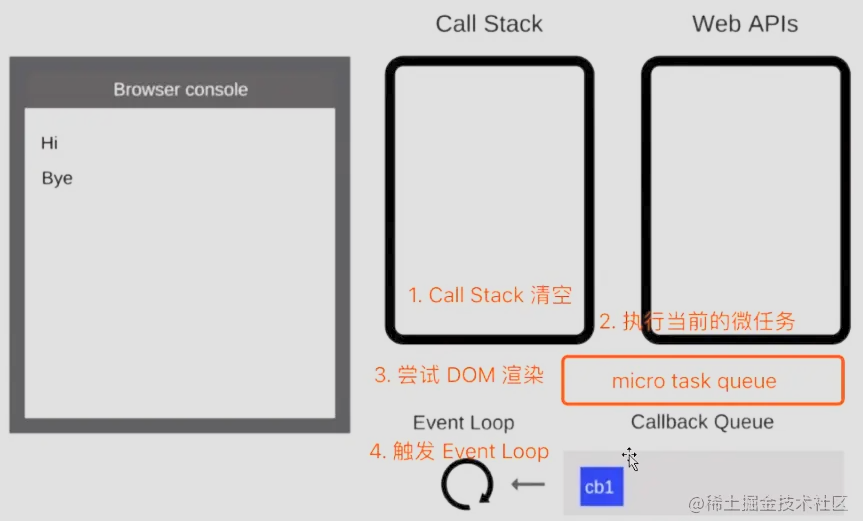 Call Stack
Web APIs
Browser console
Hi
Bye
1. Call Stack 清空
2. 执行当前的微任务
3. 尝试 DOM 渲染
micro task queue
Event Loop
Callback Queue
4. 触发 Event Loop
cb1
@稀土掘金技术社区